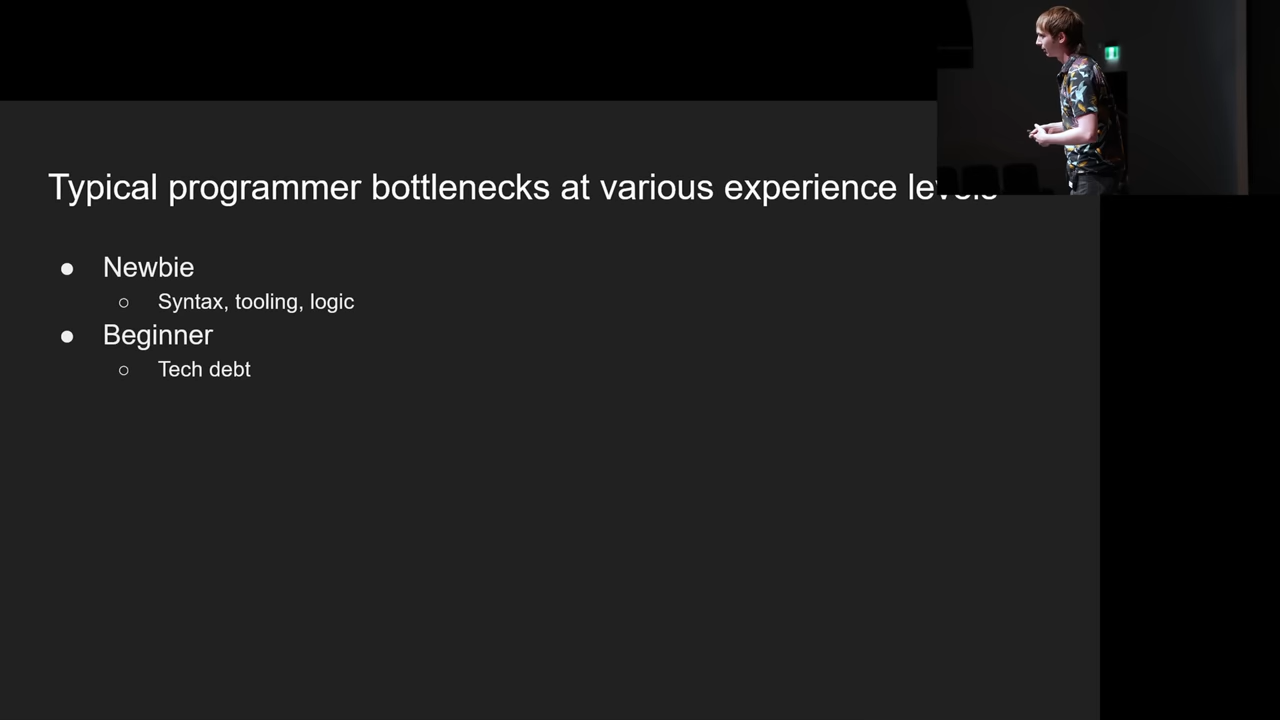 Typical programmer bottlenecks at various experience levels
Newbie
Syntax, tooling, logic
Beginner
Tech debt